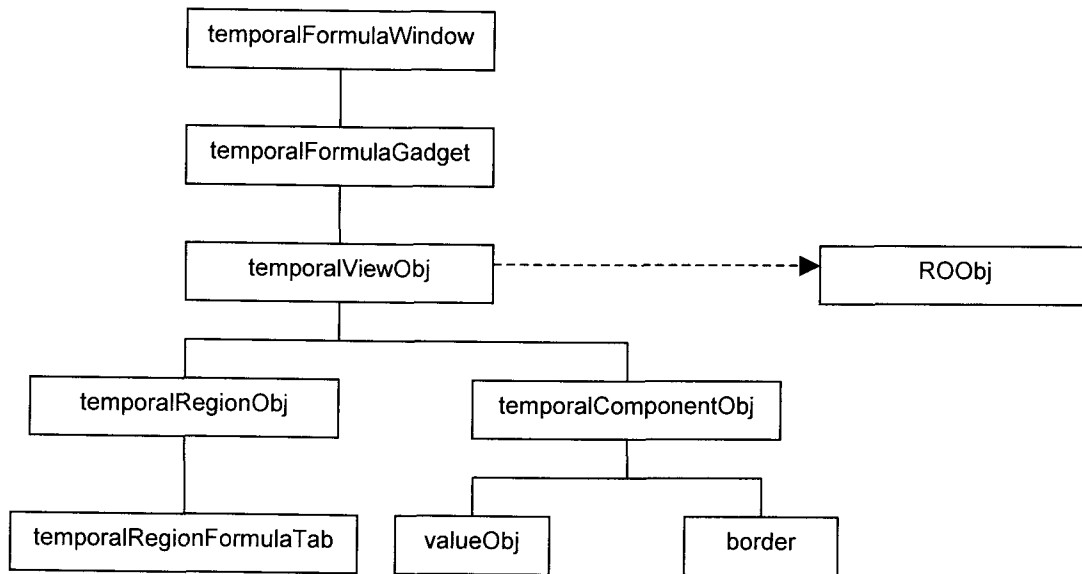 temporalFormulaWindow
temporalFormulaGadget
temporalViewObj
ROObj
temporalRegionObj
temporalComponentObj
temporalRegionFormulaTab
valueObj
border